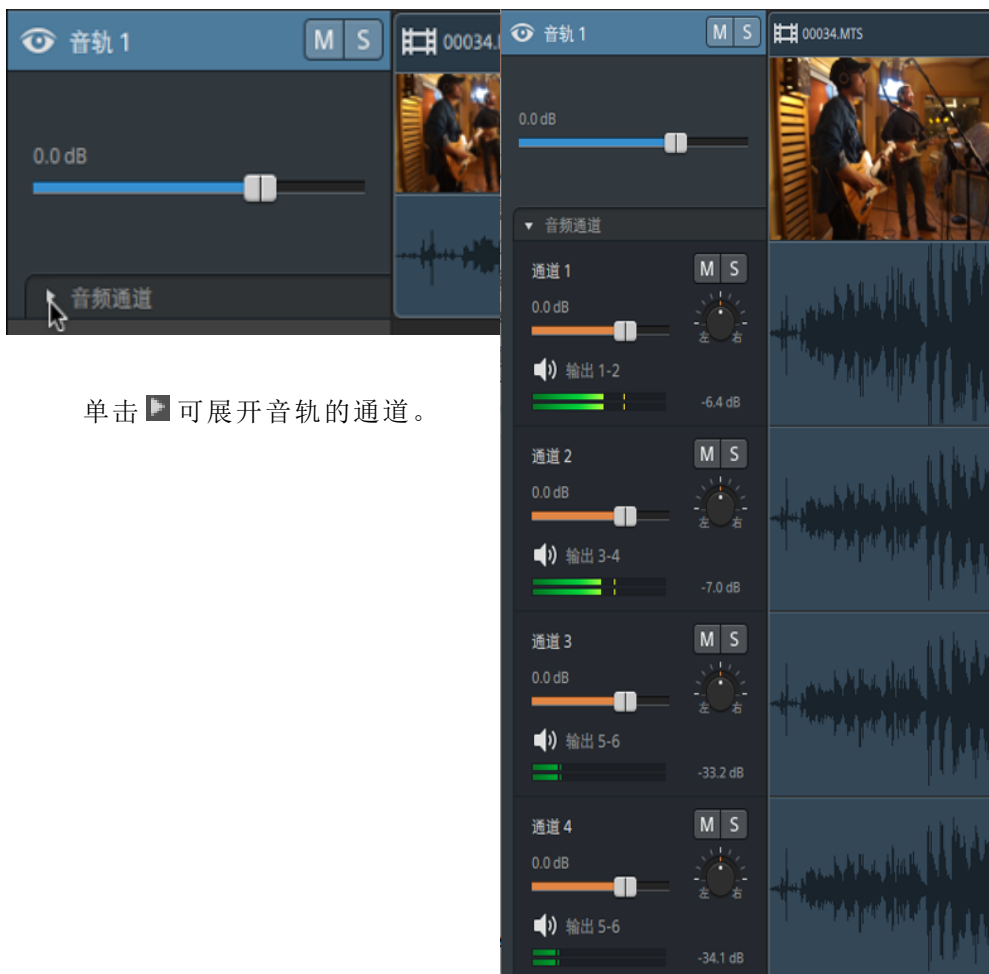 音轨 1 M S 00034.
0.0 dB
音频通道
单击 可展开音轨的通道。
音轨 1 M S 00034.MTS
0.0 dB
音频通道
通道 1 M S
0.0 dB
左 右
输出 1-2
-6.4 dB
通道 2 M S
0.0 dB
左 右
输出 3-4
-7.0 dB
通道 3 M S
0.0 dB
左 右
输出 5-6
-33.2 dB
通道 4 M S
0.0 dB
左 右
输出 5-6
-34.1 dB